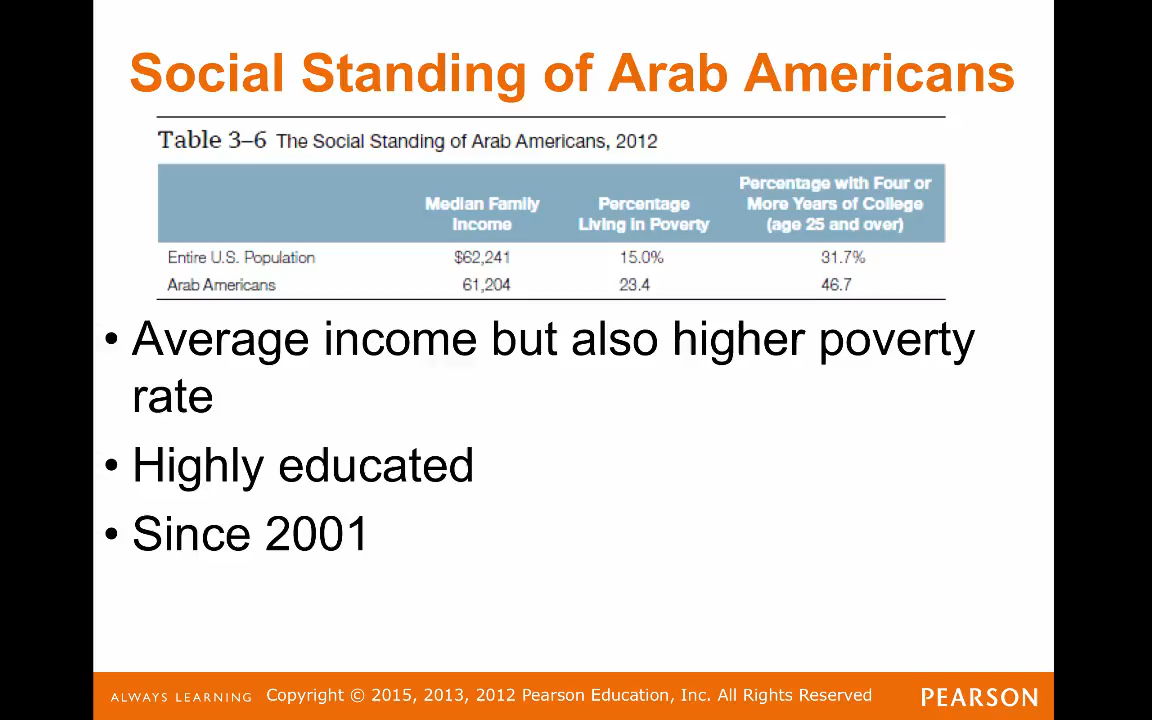 Social Standing of Arab Americans
Table 3–6 The Social Standing of Arab Americans, 2012
Median Family Income
Percentage Living in Poverty
Percentage with Four or More Years of College (age 25 and over)
Entire U.S. Population $62,241 15.0% 31.7%
Arab Americans 61,204 23.4 46.7
• Average income but also higher poverty
rate
• Highly educated
• Since 2001
ALWAYS LEARNING Copyright © 2015, 2013, 2012 Pearson Education, Inc. All Rights Reserved PEARSON